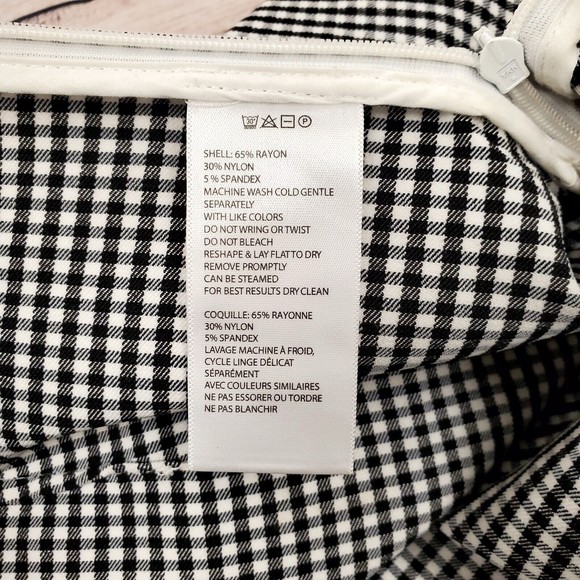 30°
P
SHELL: 65% RAYON
30% NYLON
5 % SPANDEX
MACHINE WASH COLD GENTLE
SEPARATELY
WITH LIKE COLORS
DO NOT WRING OR TWIST
DO NOT BLEACH
RESHAPE & LAY FLAT TO DRY
REMOVE PROMPTLY
CAN BE STEAMED
FOR BEST RESULTS DRY CLEAN
COQUILLE: 65% RAYONNE
30% NYLON
5% SPANDEX
LAVAGE MACHINE À FROID,
CYCLE LINGE DÉLICAT
SÉPARÉMENT
AVEC COULEURS SIMILAIRES
NE PAS ESSORER OU TORDRE
NE PAS BLANCHIR